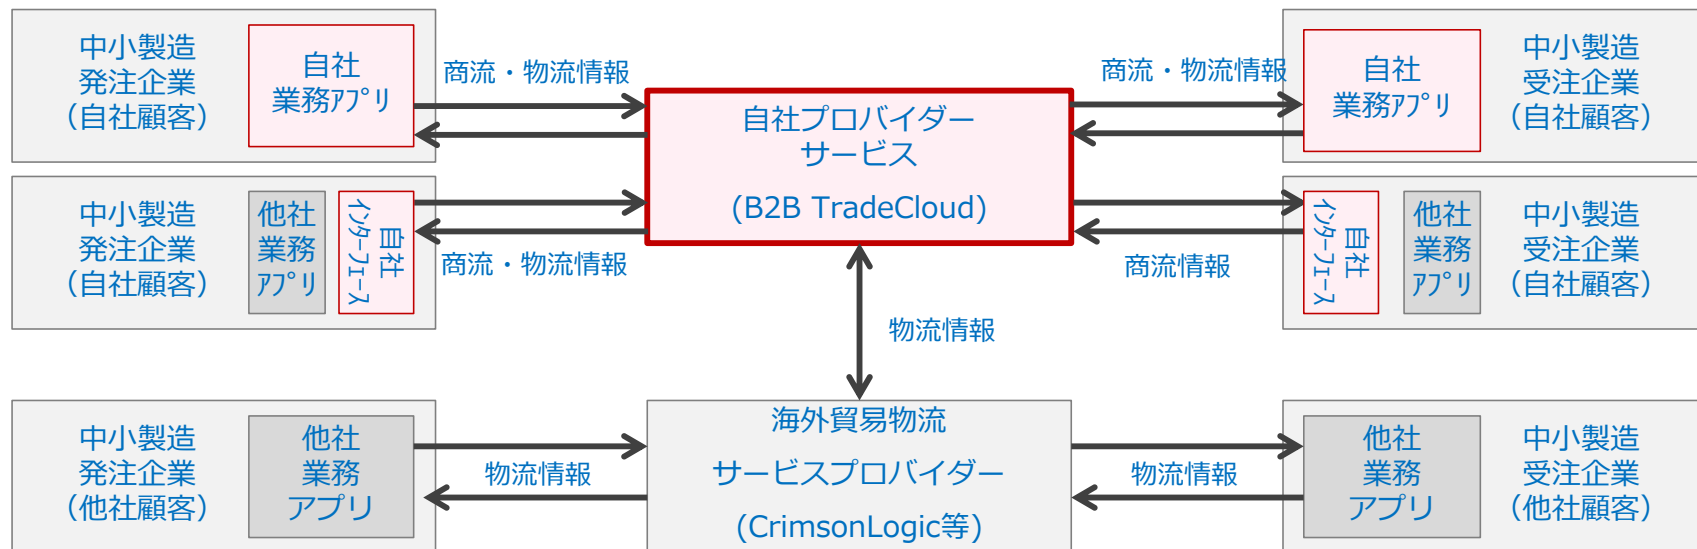 中小製造
発注企業
（自社顧客）
自社
業務ｱﾌﾟﾘ
商流・物流情報
自社プロバイダー
サービス
(B2B TradeCloud)
商流・物流情報
自社
業務ｱﾌﾟﾘ
中小製造
受注企業
（自社顧客）
中小製造
発注企業
（自社顧客）
他社
業務
ｱﾌﾟﾘ
自社
ｲﾝﾀｰﾌｪｰｽ
商流・物流情報
商流情報
自社
ｲﾝﾀｰﾌｪｰｽ
他社
業務
ｱﾌﾟﾘ
中小製造
受注企業
（自社顧客）
物流情報
中小製造
発注企業
（他社顧客）
他社
業務
アプリ
物流情報
海外貿易物流
サービスプロバイダー
(CrimsonLogic等)
物流情報
他社
業務
アプリ
中小製造
受注企業
（他社顧客）